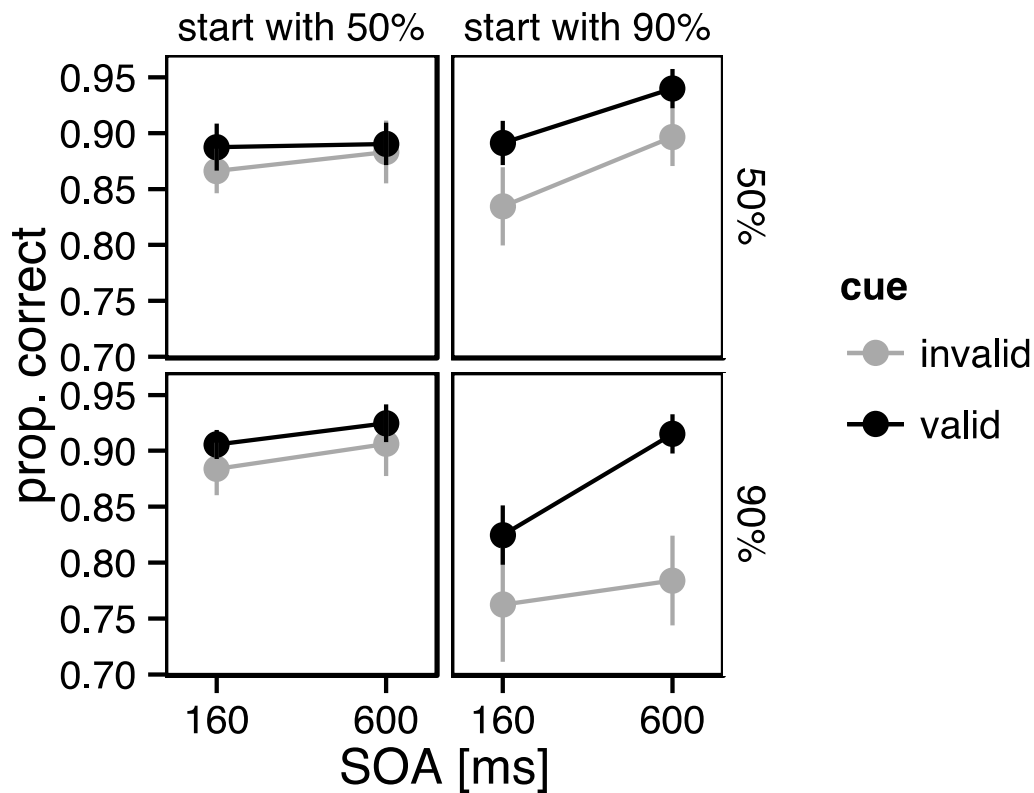 start with 50% start with 90%
prop. correct
0.95
0.90
0.85
0.80
0.75
0.70
50%
0.95
0.90
0.85
0.80
0.75
0.70
90%
160 600 160 600
SOA [ms]
cue
invalid
valid